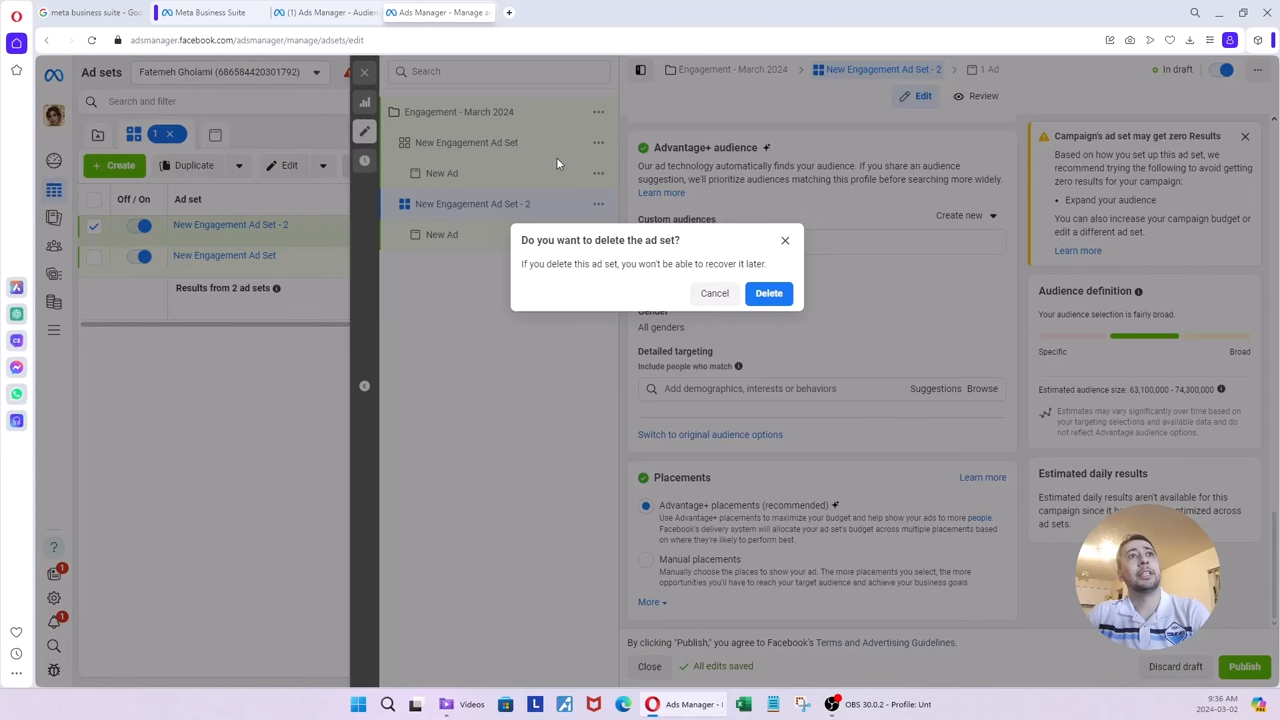 meta business suite - Goo
Meta Business Suite
(1) Ads Manager - Audien
Ads Manager - Manage a
adsmanager.facebook.com/adsmanager/manage/adsets/edit
Ad sets
Fatemeh Gholami (686584420301792)
Search and filter
1
Create
Duplicate
Edit
Off / On
Ad set
New Engagement Ad Set - 2
New Engagement Ad Set
Results from 2 ad sets
1
1
Search
Engagement - March 2024
New Engagement Ad Set
New Ad
New Engagement Ad Set - 2
New Ad
Engagement - March 2024
New Engagement Ad Set - 2
1 Ad
In draft
Edit
Review
Advantage+ audience
Our ad technology automatically finds your audience. If you share an audience
suggestion, we'll prioritize audiences matching this profile before searching more widely.
Learn more
Custom audiences
Create new
Do you want to delete the ad set?
If you delete this ad set, you won't be able to recover it later.
Cancel
Delete
Gender
All genders
Detailed targeting
Include people who match
Add demographics, interests or behaviors
Suggestions
Browse
Switch to original audience options
Placements
Learn more
Advantage+ placements (recommended)
Use Advantage+ placements to maximize your budget and help show your ads to more people.
Facebook's delivery system will allocate your ad set's budget across multiple placements based
on where they're likely to perform best.
Manual placements
Manually choose the places to show your ad. The more placements you select, the more
opportunities you'll have to reach your target audience and achieve your business goals.
More
Campaign's ad set may get zero Results
Based on how you set up this ad set, we
recommend trying the following to avoid getting
zero results for your campaign:
• Expand your audience
You can also increase your campaign budget or
edit a different ad set.
Learn more
Audience definition
Your audience selection is fairly broad.
Specific
Broad
Estimated audience size: 63,100,000 - 74,300,000
Estimates may vary significantly over time based on
your targeting selections and available data and do
not reflect Advantage audience options.
Estimated daily results
Estimated daily results aren't available for this
campaign since it
optimized across
ad sets.
By clicking "Publish," you agree to Facebook's Terms and Advertising Guidelines.
Close
All edits saved
Discard draft
Publish
Videos
Ads Manager -
OBS 30.0.2 - Profile: Unt
9:36 AM
2024-03-02